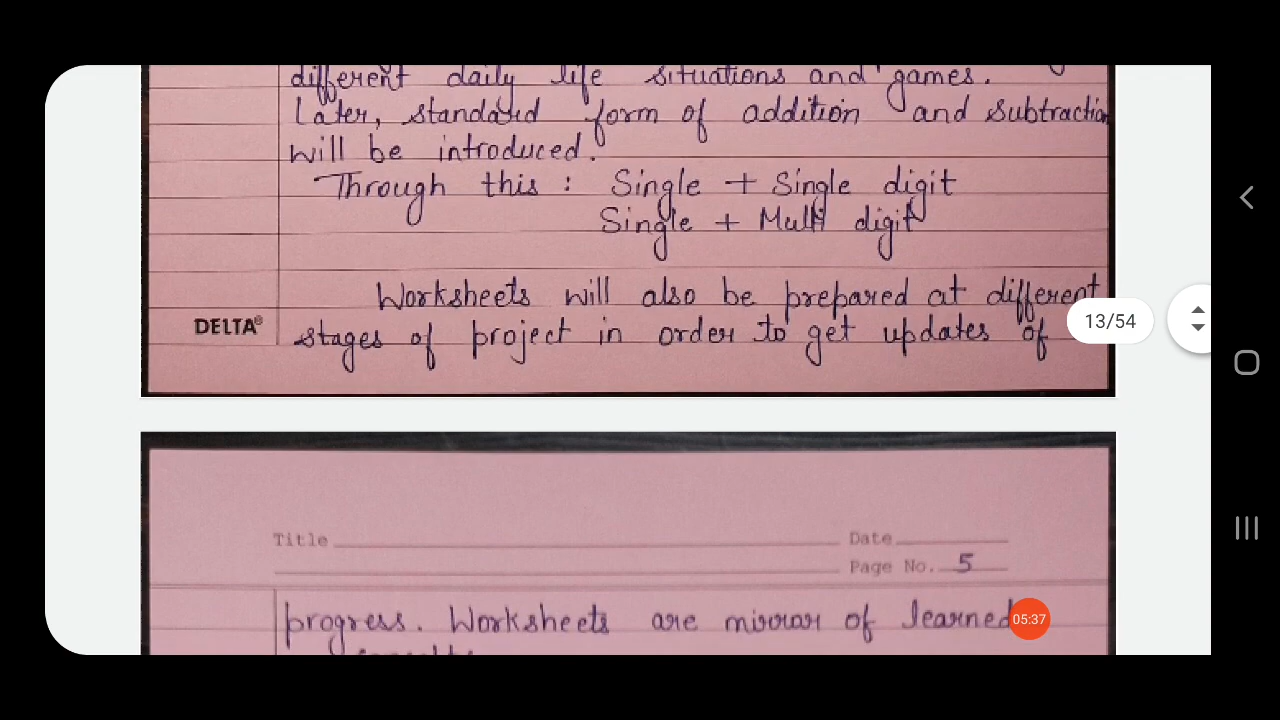 different daily life situations and games.
Later, standard form of addition and subtraction
will be introduced.
Through this : Single + Single digit
Single + Multi digit
Worksheets will also be prepared at different
stages of project in order to get updates of
DELTA®
13/54
Title
Date
Page No. 5
progress. Worksheets are mirror of learned
05:37